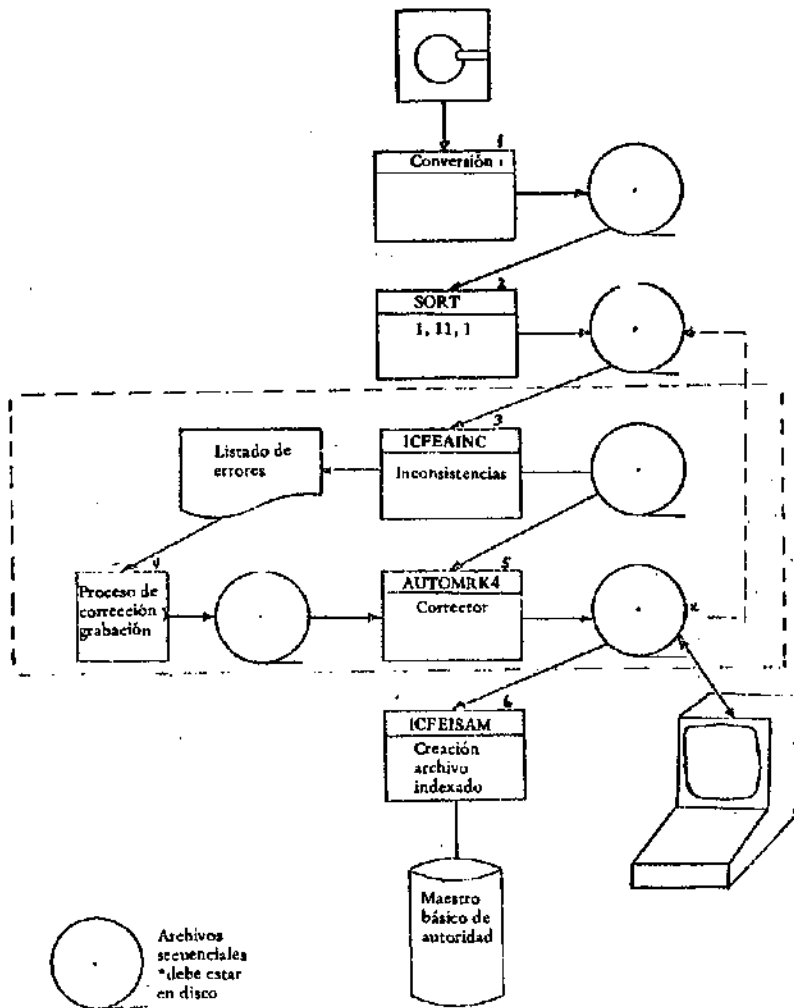 1
Conversión
2
SORT
1, 11, 1
3
ICFEAINC
Inconsistencias
Listado de
errores
4
Proceso de
corrección
grabación
5
AUTOMRK4
Corrector
*
6
ICFEISAM
Creación
archivo
indexado
Maestro
básico de
autoridad
Archivos
secuenciales
*debe estar
en disco